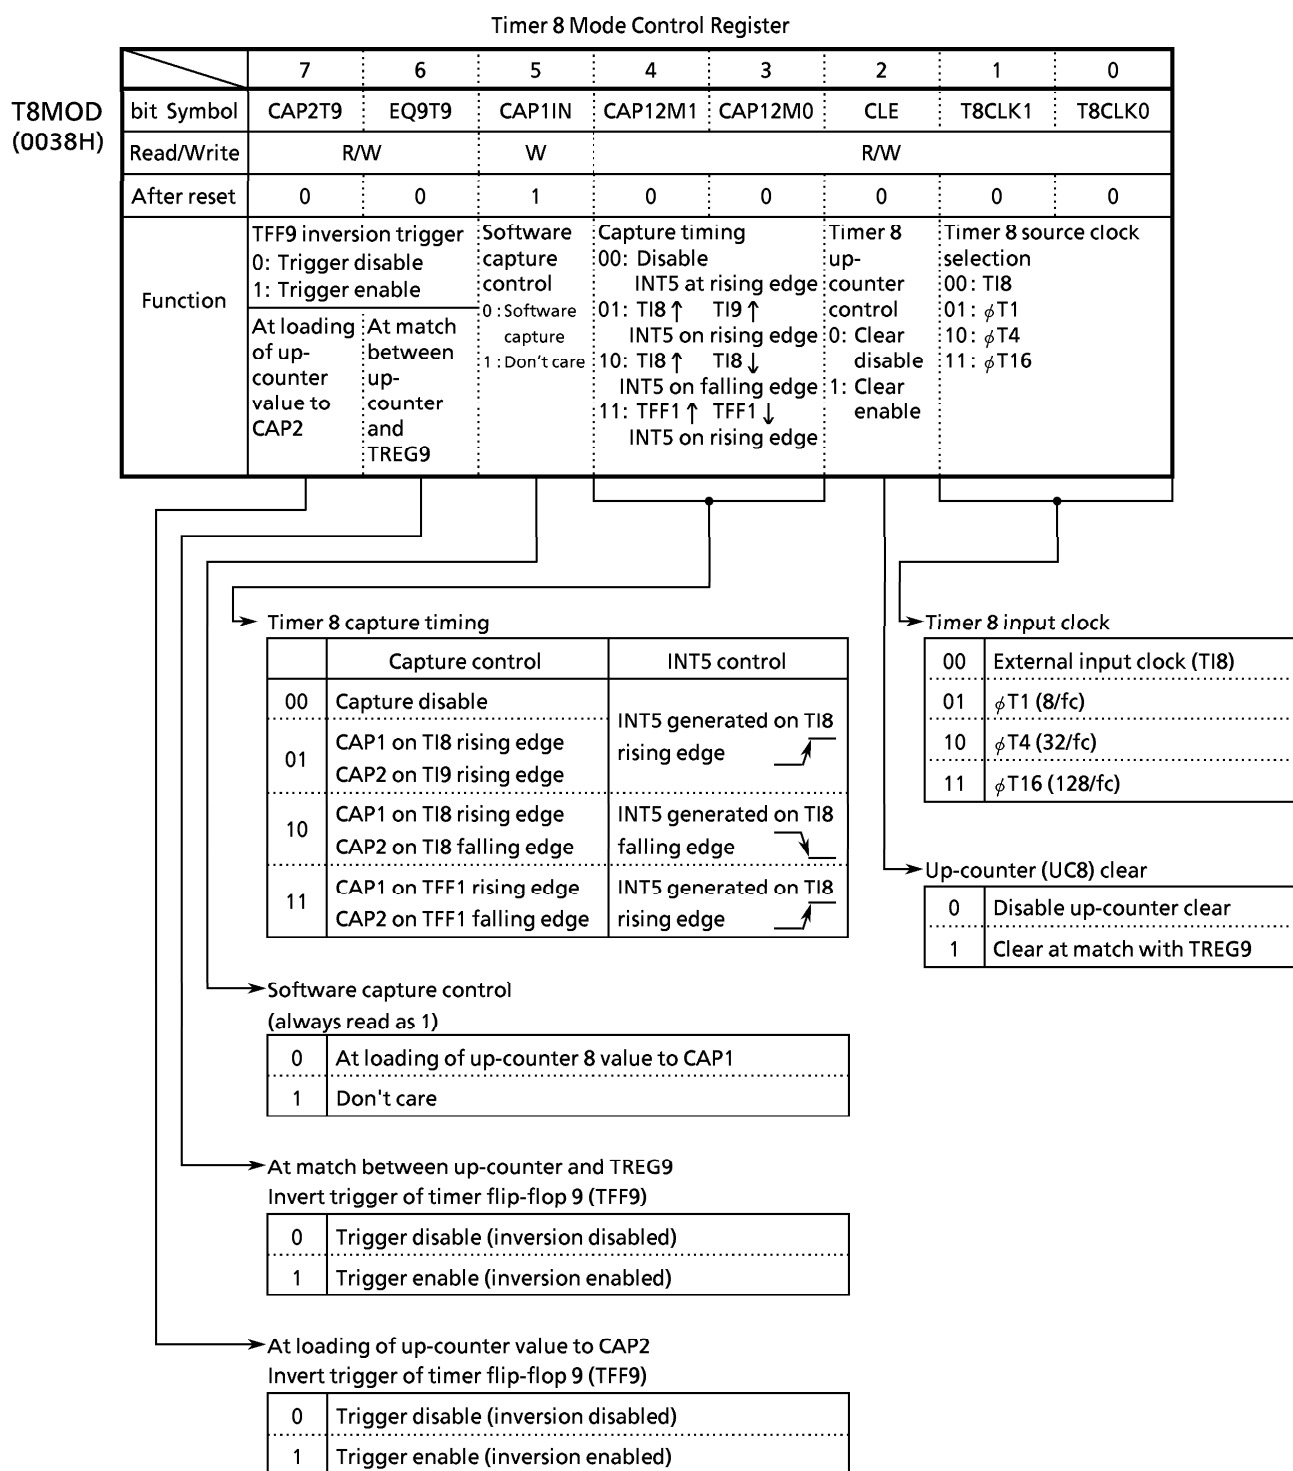 Timer 8 Mode Control Register
7 6 5 4 3 2 1 0
T8MOD
(0038H)
bit Symbol CAP2T9 EQ9T9 CAP1IN CAP12M1 CAP12M0 CLE T8CLK1 T8CLK0
Read/Write R/W W R/W
After reset 0 0 1 0 0 0 0 0
Function
TFF9 inversion trigger
0: Trigger disable
1: Trigger enable
At loading
of up-
counter
value to
CAP2
At match
between
up-
counter
and
TREG9
Software
capture
control
0 : Software
capture
1 : Don't care
Capture timing
00: Disable
INT5 at rising edge
01: TI8 ↑ TI9 ↑
INT5 on rising edge
10: TI8 ↑ TI8 ↓
INT5 on falling edge
11: TFF1 ↑ TFF1 ↓
INT5 on rising edge
Timer 8
up-
counter
control
0: Clear
disable
1: Clear
enable
Timer 8 source clock
selection
00: TI8
01: ϕT1
10: ϕT4
11: ϕT16
Timer 8 capture timing
Capture control INT5 control
00 Capture disable
INT5 generated on TI8
rising edge
01
CAP1 on TI8 rising edge
CAP2 on TI9 rising edge
10
CAP1 on TI8 rising edge
CAP2 on TI8 falling edge
INT5 generated on TI8
falling edge
11
CAP1 on TFF1 rising edge
CAP2 on TFF1 falling edge
INT5 generated on TI8
rising edge
Timer 8 input clock
00 External input clock (TI8)
01 ϕT1 (8/fc)
10 ϕT4 (32/fc)
11 ϕT16 (128/fc)
Up-counter (UC8) clear
0 Disable up-counter clear
1 Clear at match with TREG9
Software capture control
(always read as 1)
0 At loading of up-counter 8 value to CAP1
1 Don't care
At match between up-counter and TREG9
Invert trigger of timer flip-flop 9 (TFF9)
0 Trigger disable (inversion disabled)
1 Trigger enable (inversion enabled)
At loading of up-counter value to CAP2
Invert trigger of timer flip-flop 9 (TFF9)
0 Trigger disable (inversion disabled)
1 Trigger enable (inversion enabled)